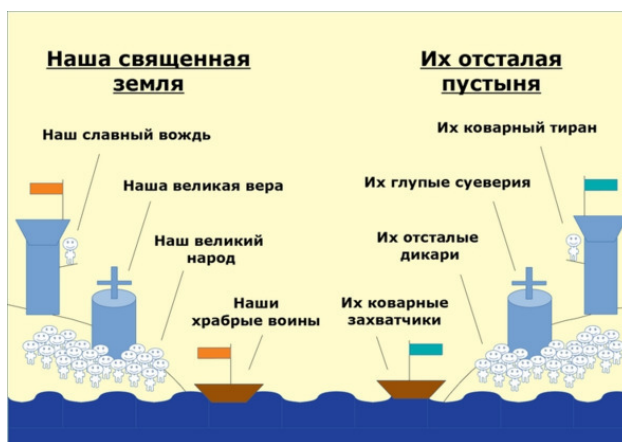 Наша священная
земля
Их отсталая
пустыня
Наш славный вождь
Их коварный тиран
Наша великая вера
Их глупые суеверия
Наш великий
народ
Их отсталые
дикари
Наши
храбрые воины
Их коварные
захватчики